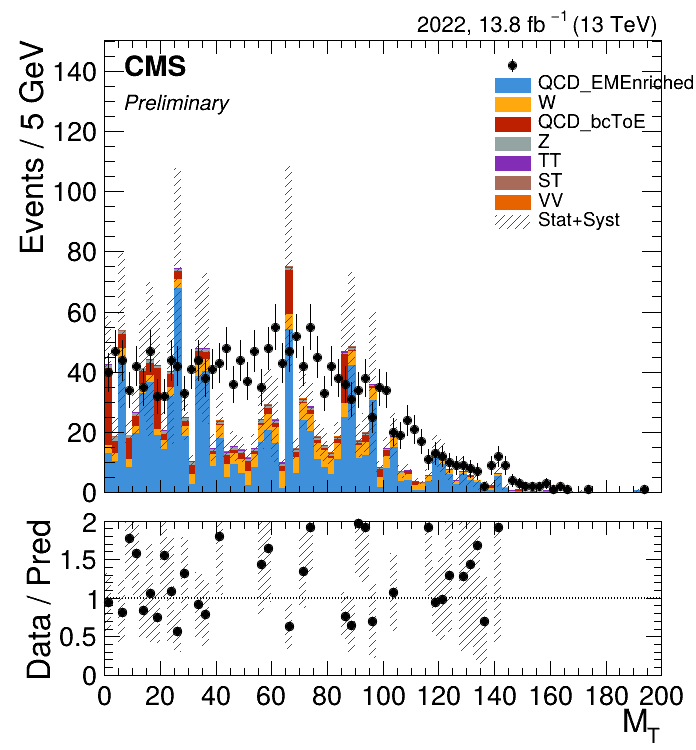 2022, 13.8 fb⁻¹ (13 TeV)
Events / 5 GeV
CMS
Preliminary
QCD_EMEnriched
W
QCD_bcToE
Z
TT
ST
VV
Stat+Syst
140
120
100
80
60
40
20
0
Data / Pred
2
1.5
1
0.5
0
0 20 40 60 80 100 120 140 160 180 200
M_T